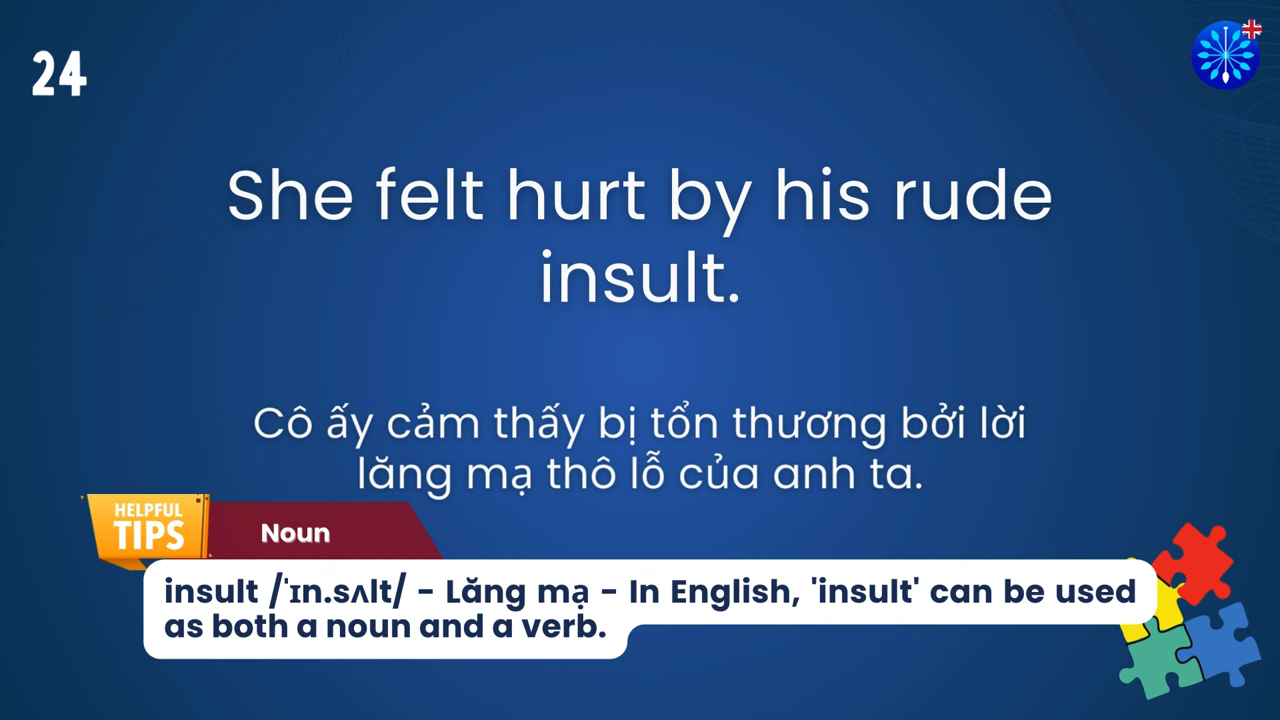 24
She felt hurt by his rude
insult.
Cô ấy cảm thấy bị tổn thương bởi lời
lăng mạ thô lỗ của anh ta.
HELPFUL
TIPS
Noun
insult /ˈɪn.sʌlt/ - Lăng mạ - In English, 'insult' can be used
as both a noun and a verb.